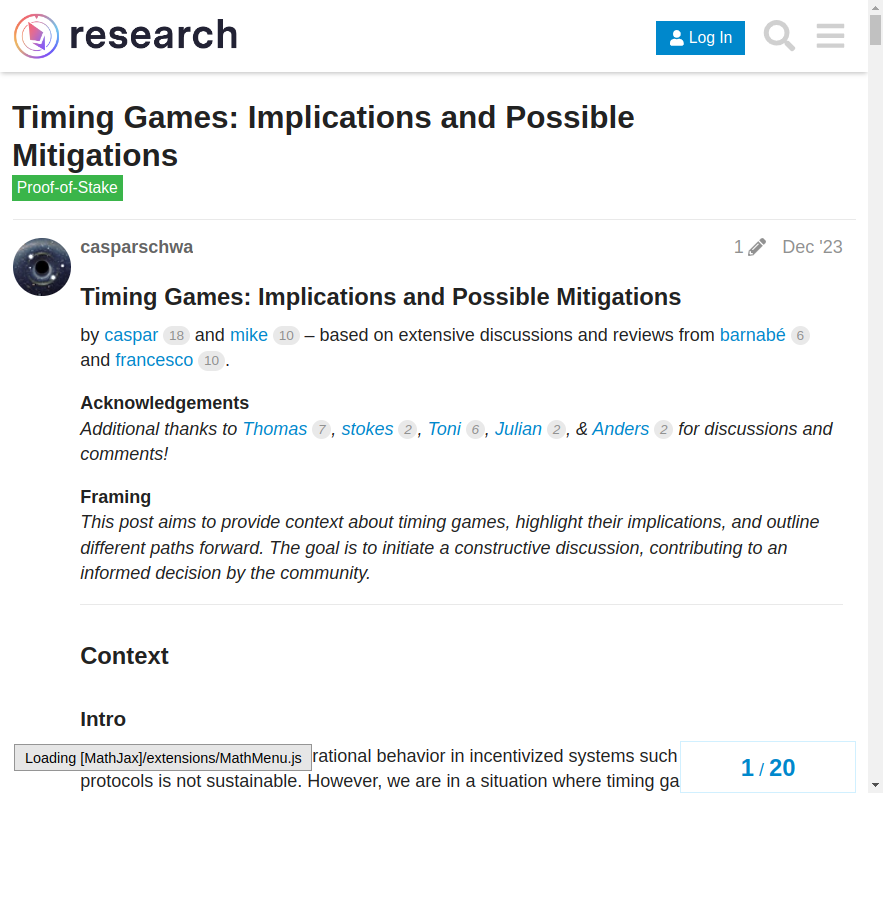 research
Log In
Timing Games: Implications and Possible
Mitigations
Proof-of-Stake
casparschwa
1 Dec '23
Timing Games: Implications and Possible Mitigations
by caspar 18 and mike 10 – based on extensive discussions and reviews from barnabé 6
and francesco 10.
Acknowledgements
Additional thanks to Thomas 7, stokes 2, Toni 6, Julian 2, & Anders 2 for discussions and
comments!
Framing
This post aims to provide context about timing games, highlight their implications, and outline
different paths forward. The goal is to initiate a constructive discussion, contributing to an
informed decision by the community.
Context
Intro
Loading [MathJax]/extensions/MathMenu.js rational behavior in incentivized systems such
protocols is not sustainable. However, we are in a situation where timing ga
1 / 20